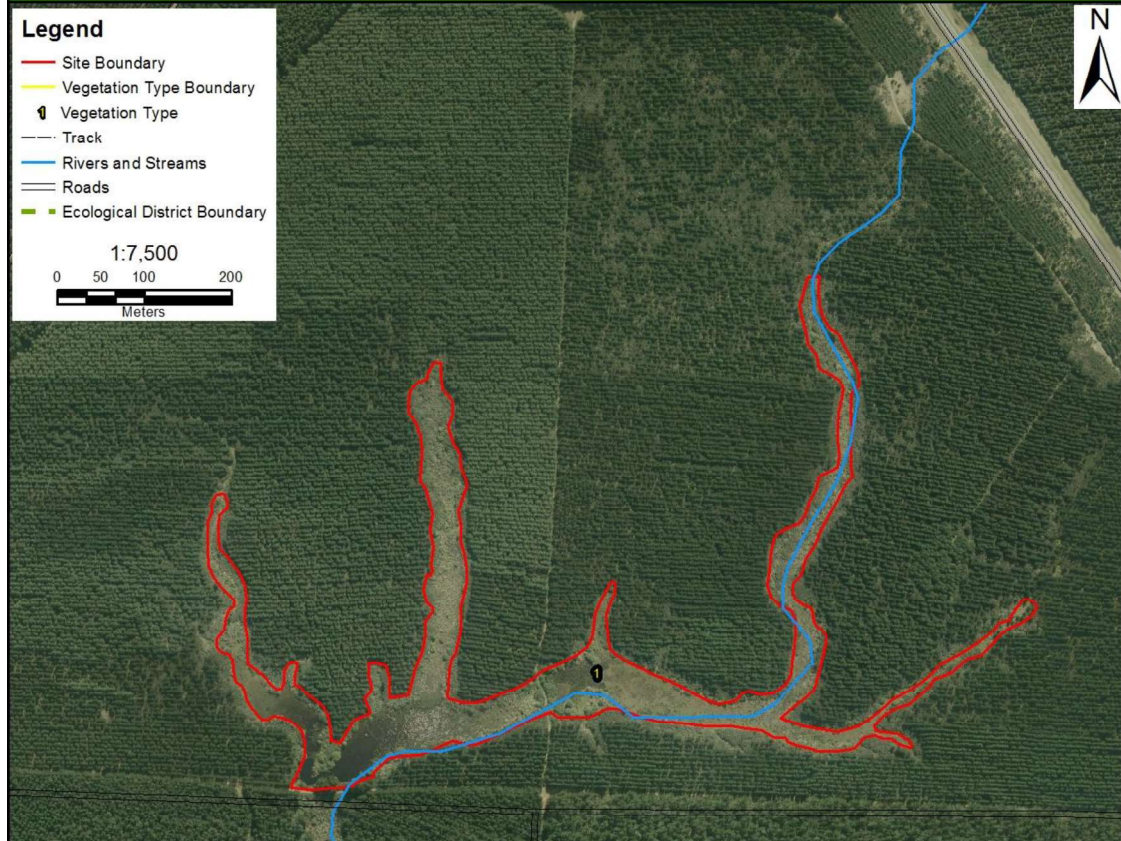 Legend
Site Boundary
Vegetation Type Boundary
1 Vegetation Type
Track
Rivers and Streams
Roads
Ecological District Boundary
1:7,500
0 50 100 200
Meters
N
1